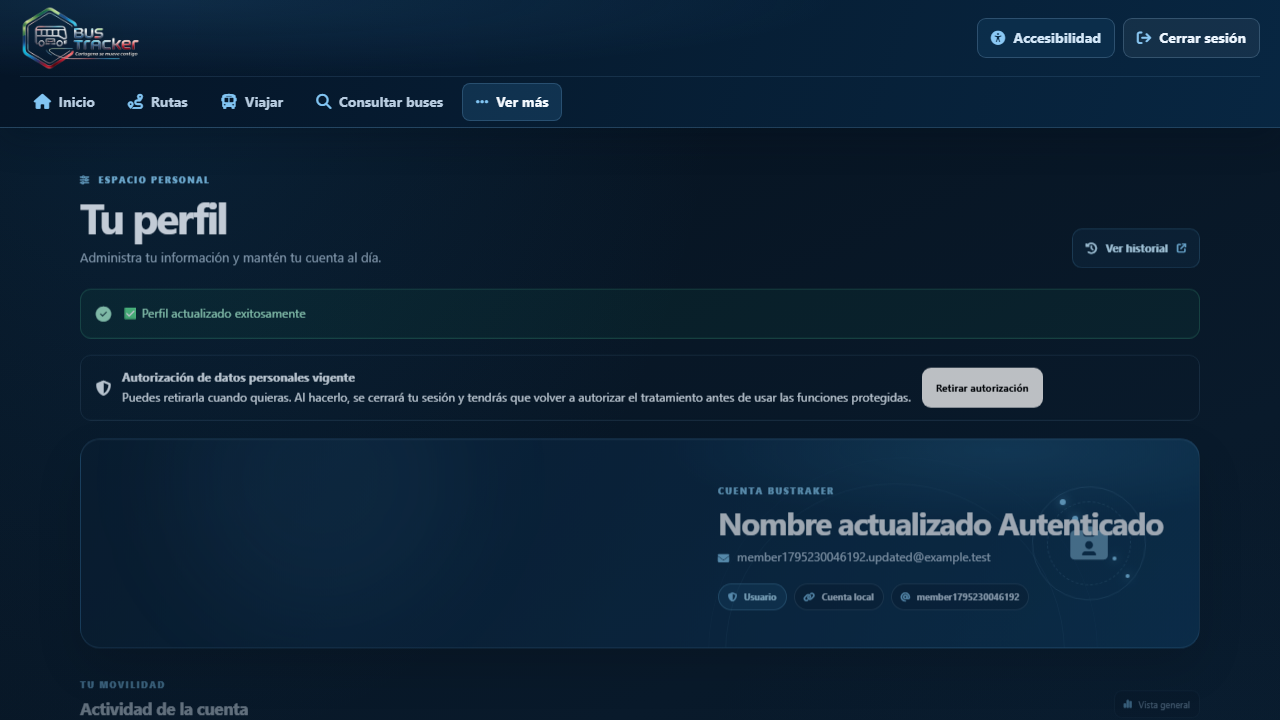 BUS
TRACKER
Cartagena se mueve contigo
Accesibilidad
Cerrar sesión
Inicio
Rutas
Viajar
Consultar buses
Ver más
ESPACIO PERSONAL
Tu perfil
Administra tu información y mantén tu cuenta al día.
Ver historial
✅ Perfil actualizado exitosamente
Autorización de datos personales vigente
Puedes retirarla cuando quieras. Al hacerlo, se cerrará tu sesión y tendrás que volver a autorizar el tratamiento antes de usar las funciones protegidas.
Retirar autorización
CUENTA BUSTRAKER
Nombre actualizado Autenticado
member1795230046192.updated@example.test
Usuario
Cuenta local
member1795230046192
TU MOVILIDAD
Actividad de la cuenta
Vista general